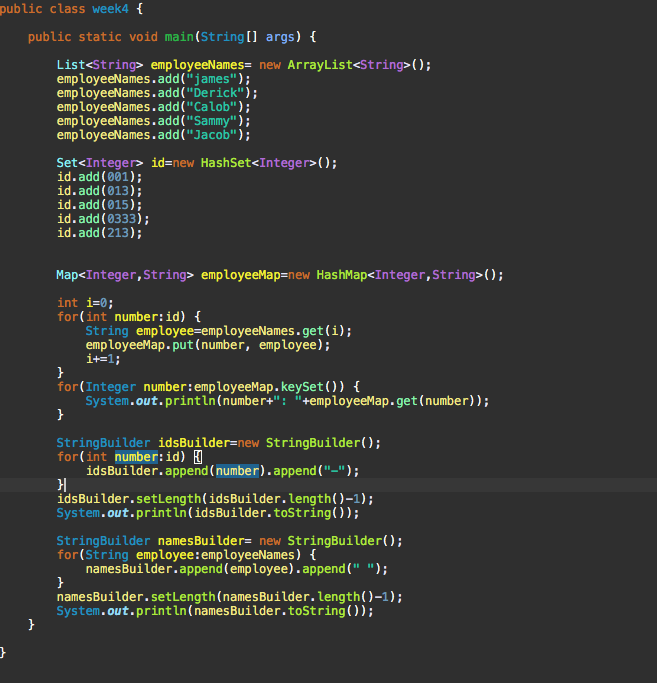 public class week4 {
public static void main(String[] args) {
List<String> employeeNames= new ArrayList<String>();
employeeNames.add("james");
employeeNames.add("Derick");
employeeNames.add("Calob");
employeeNames.add("Sammy");
employeeNames.add("Jacob");
Set<Integer> id=new HashSet<Integer>();
id.add(001);
id.add(013);
id.add(015);
id.add(0333);
id.add(213);
Map<Integer,String> employeeMap=new HashMap<Integer,String>();
int i=0;
for(int number:id) {
String employee=employeeNames.get(i);
employeeMap.put(number, employee);
i+=1;
}
for(Integer number:employeeMap.keySet()) {
System.out.println(number+": "+employeeMap.get(number));
}
StringBuilder idsBuilder=new StringBuilder();
for(int number:id) {
idsBuilder.append(number).append("-");
}
idsBuilder.setLength(idsBuilder.length()-1);
System.out.println(idsBuilder.toString());
StringBuilder namesBuilder= new StringBuilder();
for(String employee:employeeNames) {
namesBuilder.append(employee).append(" ");
}
namesBuilder.setLength(namesBuilder.length()-1);
System.out.println(namesBuilder.toString());
}
}